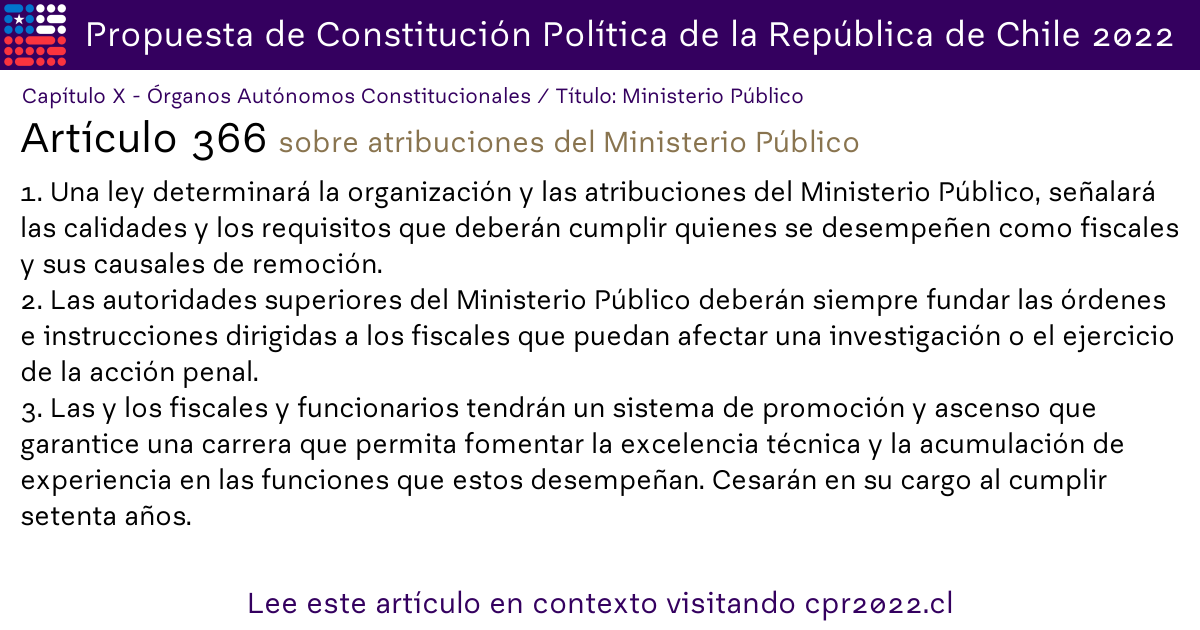 Propuesta de Constitución Política de la República de Chile 2022
Capítulo X - Órganos Autónomos Constitucionales / Título: Ministerio Público
Artículo 366 sobre atribuciones del Ministerio Público
1. Una ley determinará la organización y las atribuciones del Ministerio Público, señalará
las calidades y los requisitos que deberán cumplir quienes se desempeñen como fiscales
y sus causales de remoción.
2. Las autoridades superiores del Ministerio Público deberán siempre fundar las órdenes
e instrucciones dirigidas a los fiscales que puedan afectar una investigación o el ejercicio
de la acción penal.
3. Las y los fiscales y funcionarios tendrán un sistema de promoción y ascenso que
garantice una carrera que permita fomentar la excelencia técnica y la acumulación de
experiencia en las funciones que estos desempeñan. Cesarán en su cargo al cumplir
setenta años.
Lee este artículo en contexto visitando cpr2022.cl